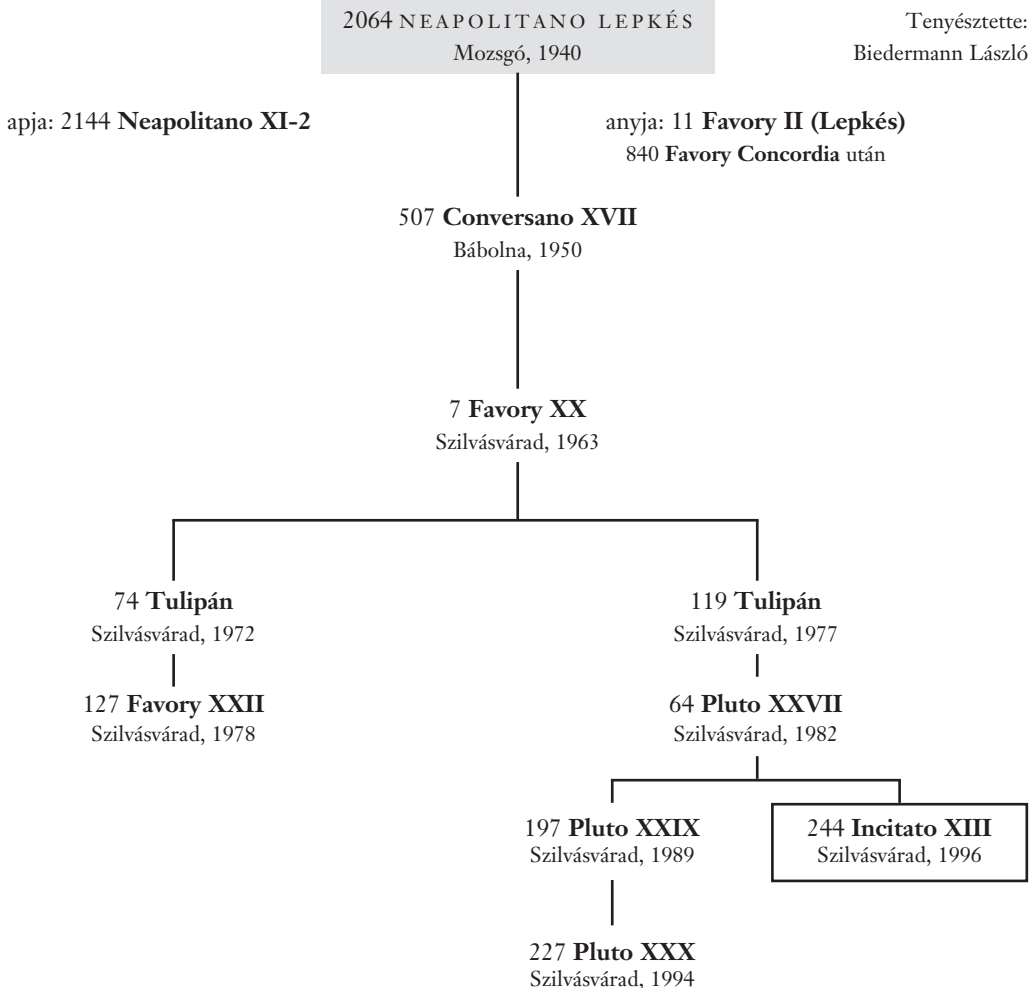 2064 NEAPOLITANO LEPKÉS
Mozsgó, 1940
Tenyésztette:
Biedermann László
apja: 2144 Neapolitano XI-2
anyja: 11 Favory II (Lepkés)
840 Favory Concordia után
507 Conversano XVII
Bábolna, 1950
7 Favory XX
Szilvásvárad, 1963
74 Tulipán
Szilvásvárad, 1972
119 Tulipán
Szilvásvárad, 1977
127 Favory XXII
Szilvásvárad, 1978
64 Pluto XXVII
Szilvásvárad, 1982
197 Pluto XXIX
Szilvásvárad, 1989
244 Incitato XIII
Szilvásvárad, 1996
227 Pluto XXX
Szilvásvárad, 1994